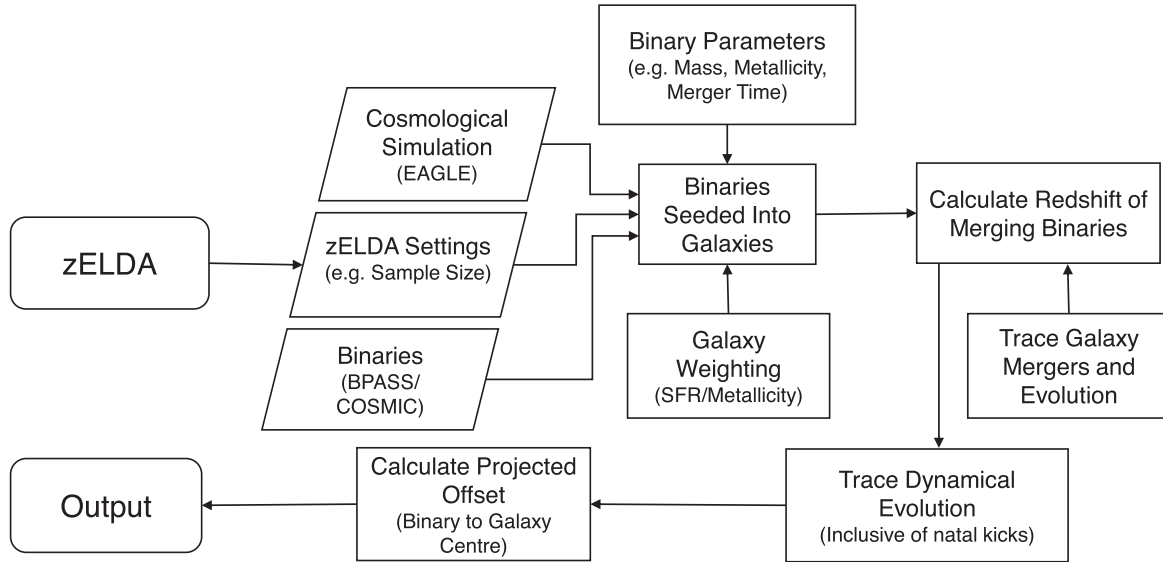 Binary Parameters
(e.g. Mass, Metallicity,
Merger Time)
Cosmological
Simulation
(EAGLE)
zELDA
zELDA Settings
(e.g. Sample Size)
Binaries
(BPASS/
COSMIC)
Binaries
Seeded Into
Galaxies
Calculate Redshift of
Merging Binaries
Galaxy
Weighting
(SFR/Metallicity)
Trace Galaxy
Mergers and
Evolution
Trace Dynamical
Evolution
(Inclusive of natal kicks)
Calculate Projected
Offset
(Binary to Galaxy
Centre)
Output